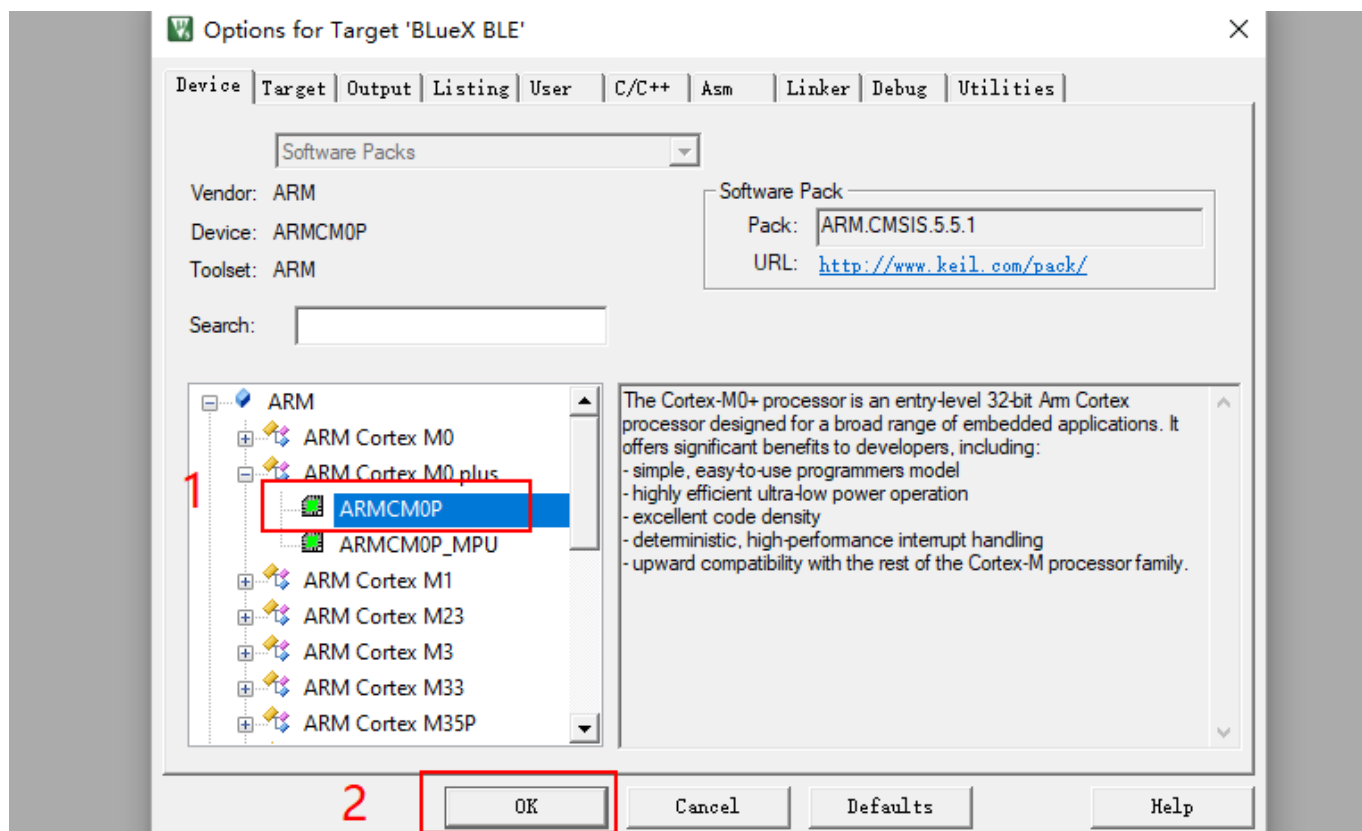 Options for Target 'BLueX BLE'
Device Target Output Listing User C/C++ Asm Linker Debug Utilities
Software Packs
Vendor: ARM
Device: ARMCM0P
Toolset: ARM
Software Pack
Pack: ARM.CMSIS.5.5.1
URL: http://www.keil.com/pack/
Search:
ARM
ARM Cortex M0
ARM Cortex M0 plus
1
ARMCM0P
ARMCM0P_MPU
ARM Cortex M1
ARM Cortex M23
ARM Cortex M3
ARM Cortex M33
ARM Cortex M35P
The Cortex-M0+ processor is an entry-level 32-bit Arm Cortex
processor designed for a broad range of embedded applications. It
offers significant benefits to developers, including:
- simple, easy-to-use programmers model
- highly efficient ultra-low power operation
- excellent code density
- deterministic, high-performance interrupt handling
- upward compatibility with the rest of the Cortex-M processor family.
2
OK Cancel Defaults Help